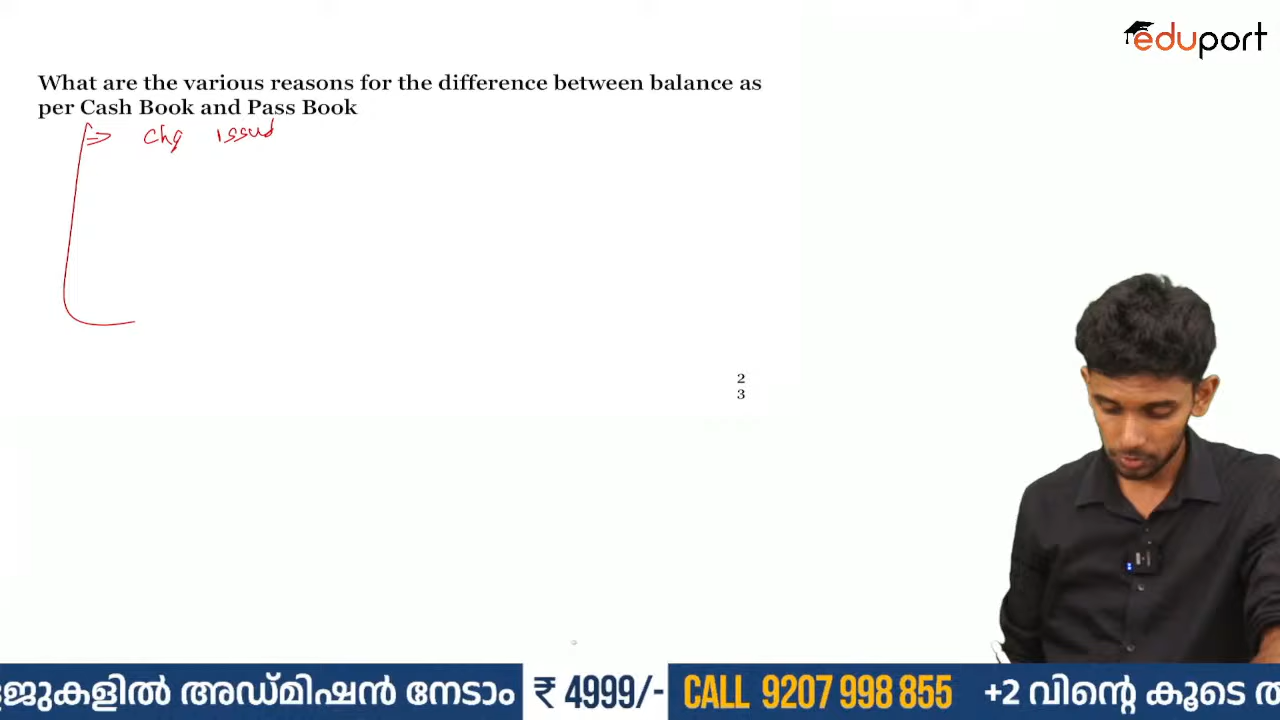 eduport
What are the various reasons for the difference between balance as
per Cash Book and Pass Book
=> chq issued
2
3
ളേജുകളിൽ അഡ്മിഷൻ നേടാം ₹ 4999/- CALL 9207 998 855 +2 വിന്റെ കൂടെ